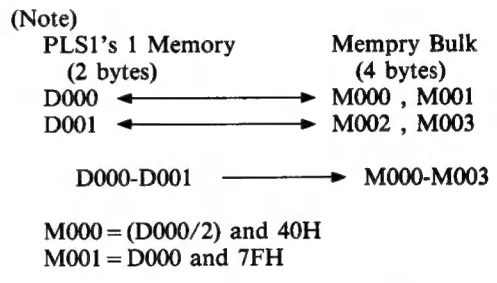 (Note)
PLS1's 1 Memory Mempry Bulk
(2 bytes) (4 bytes)
D000 ⟷ M000 , M001
D001 ⟷ M002 , M003
D000-D001 ⟶ M000-M003
M000=(D000/2) and 40H
M001=D000 and 7FH